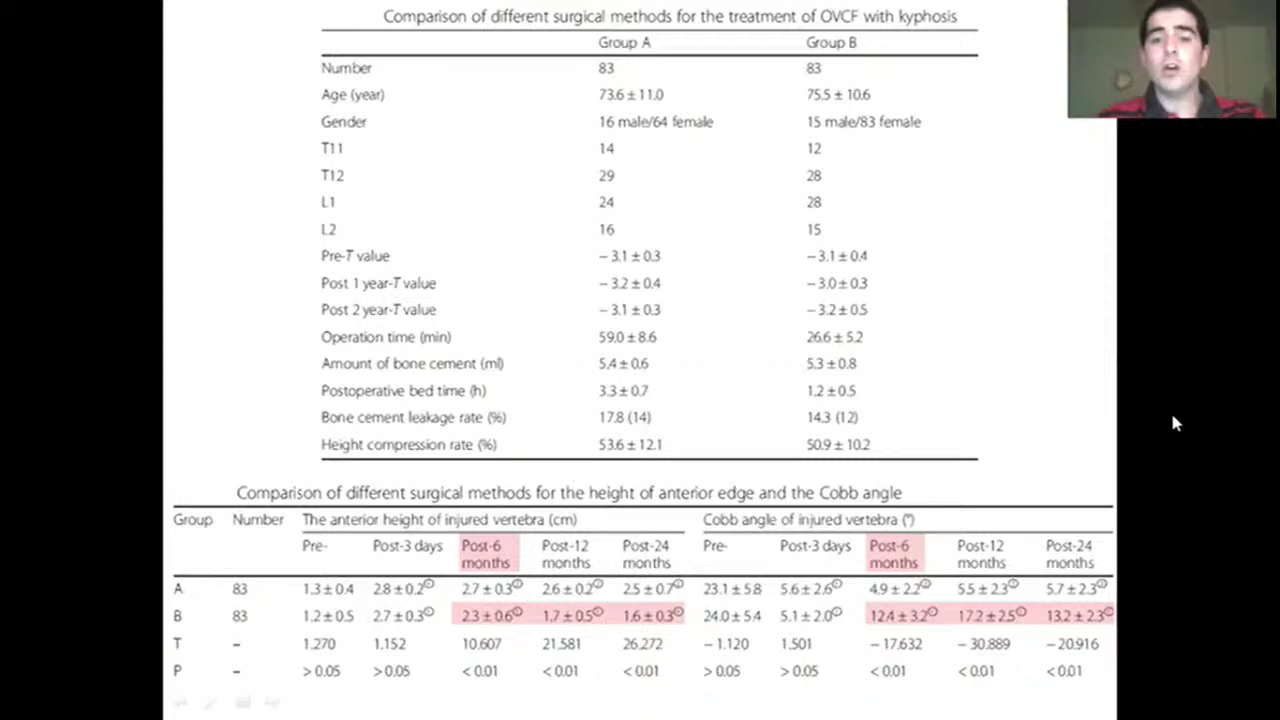 Comparison of different surgical methods for the treatment of OVCF with kyphosis
Group A Group B
Number 83 83
Age (year) 73.6 ± 11.0 75.5 ± 10.6
Gender 16 male/64 female 15 male/83 female
T11 14 12
T12 29 28
L1 24 28
L2 16 15
Pre-T value − 3.1 ± 0.3 − 3.1 ± 0.4
Post 1 year-T value − 3.2 ± 0.4 − 3.0 ± 0.3
Post 2 year-T value − 3.1 ± 0.3 − 3.2 ± 0.5
Operation time (min) 59.0 ± 8.6 26.6 ± 5.2
Amount of bone cement (ml) 5.4 ± 0.6 5.3 ± 0.8
Postoperative bed time (h) 3.3 ± 0.7 1.2 ± 0.5
Bone cement leakage rate (%) 17.8 (14) 14.3 (12)
Height compression rate (%) 53.6 ± 12.1 50.9 ± 10.2
Comparison of different surgical methods for the height of anterior edge and the Cobb angle
Group Number The anterior height of injured vertebra (cm) Cobb angle of injured vertebra (°)
Pre- Post-3 days Post-6 months Post-12 months Post-24 months Pre- Post-3 days Post-6 months Post-12 months Post-24 months
A 83 1.3 ± 0.4 2.8 ± 0.2 2.7 ± 0.3 2.6 ± 0.2 2.5 ± 0.7 23.1 ± 5.8 5.6 ± 2.6 4.9 ± 2.2 5.5 ± 2.3 5.7 ± 2.3
B 83 1.2 ± 0.5 2.7 ± 0.3 2.3 ± 0.6 1.7 ± 0.5 1.6 ± 0.3 24.0 ± 5.4 5.1 ± 2.0 12.4 ± 3.2 17.2 ± 2.5 13.2 ± 2.3
T – 1.270 1.152 10.607 21.581 26.272 − 1.120 1.501 − 17.632 − 30.889 − 20.916
P – > 0.05 > 0.05 < 0.01 < 0.01 < 0.01 > 0.05 > 0.05 < 0.01 < 0.01 < 0.01